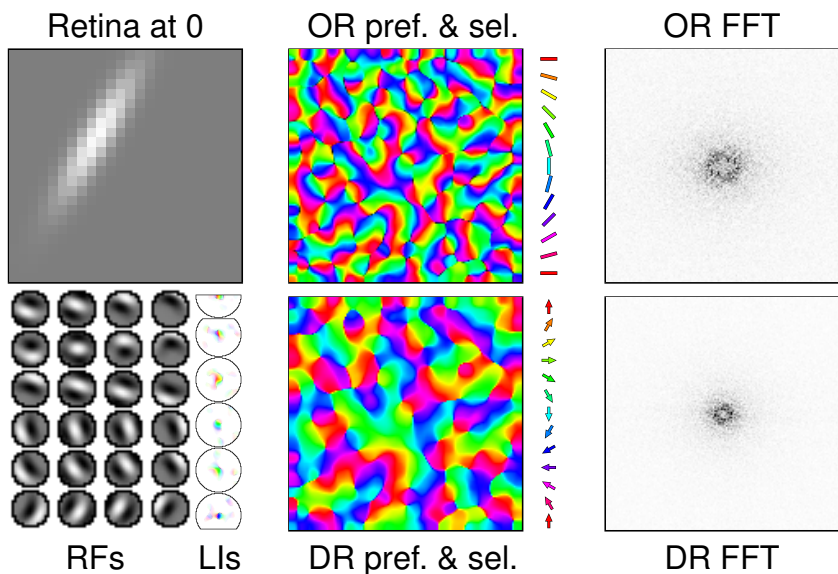 Retina at 0
OR pref. & sel.
OR FFT
RFs
LIs
DR pref. & sel.
DR FFT